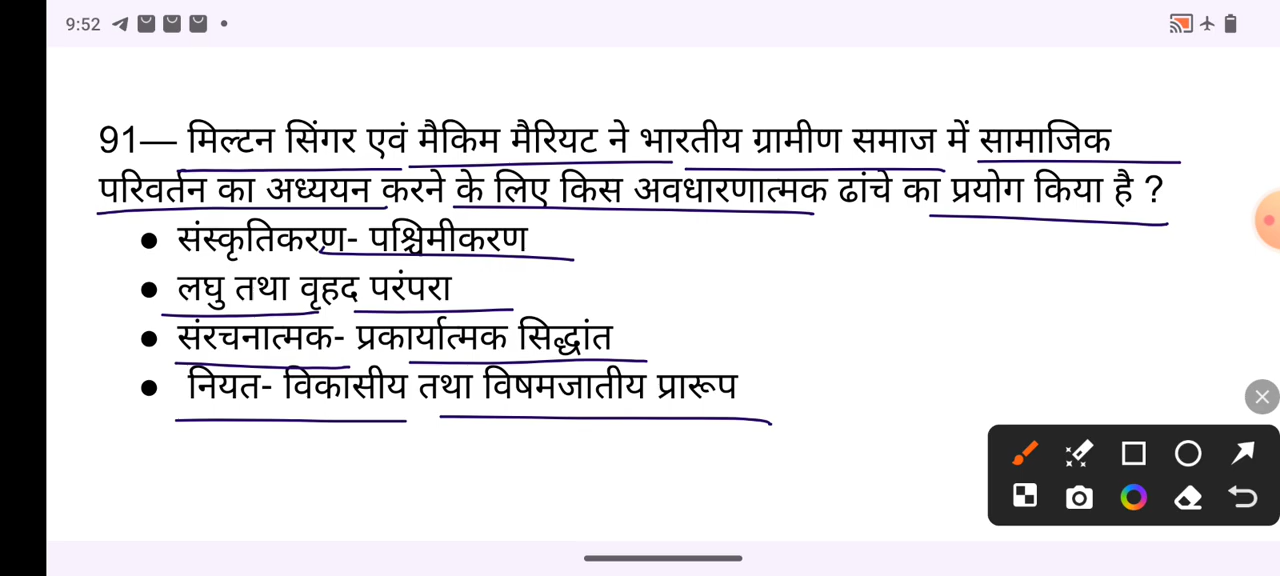 9:52
91— मिल्टन सिंगर एवं मैकिम मैरियट ने भारतीय ग्रामीण समाज में सामाजिक
परिवर्तन का अध्ययन करने के लिए किस अवधारणात्मक ढांचे का प्रयोग किया है ?
● संस्कृतिकरण- पश्चिमीकरण
● लघु तथा वृहद परंपरा
● संरचनात्मक- प्रकार्यात्मक सिद्धांत
● नियत- विकासीय तथा विषमजातीय प्रारूप